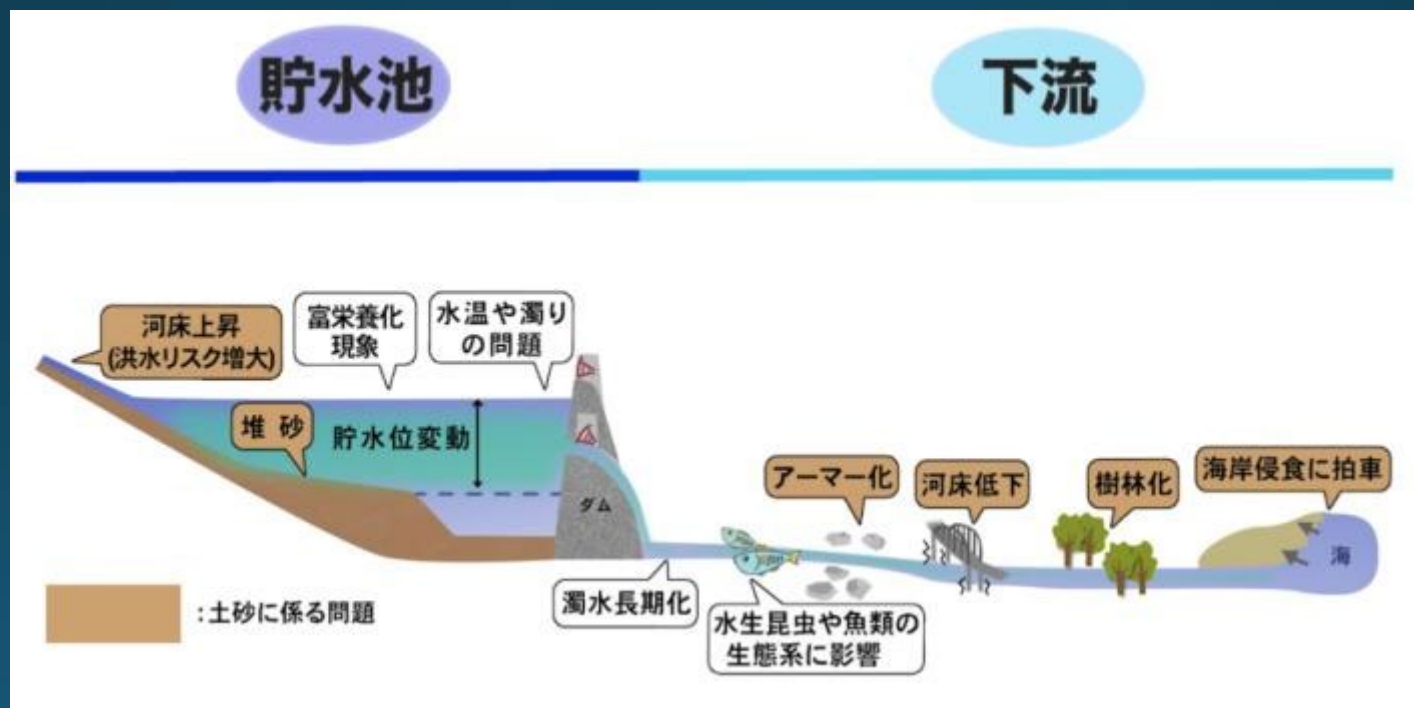 貯水池
下流
河床上昇
(洪水リスク増大)
富栄養化
現象
水温や濁り
の問題
堆砂
貯水位変動
ダム
アーマー化
河床低下
樹林化
海岸侵食に拍車
海
濁水長期化
水生昆虫や魚類の
生態系に影響
:土砂に係る問題